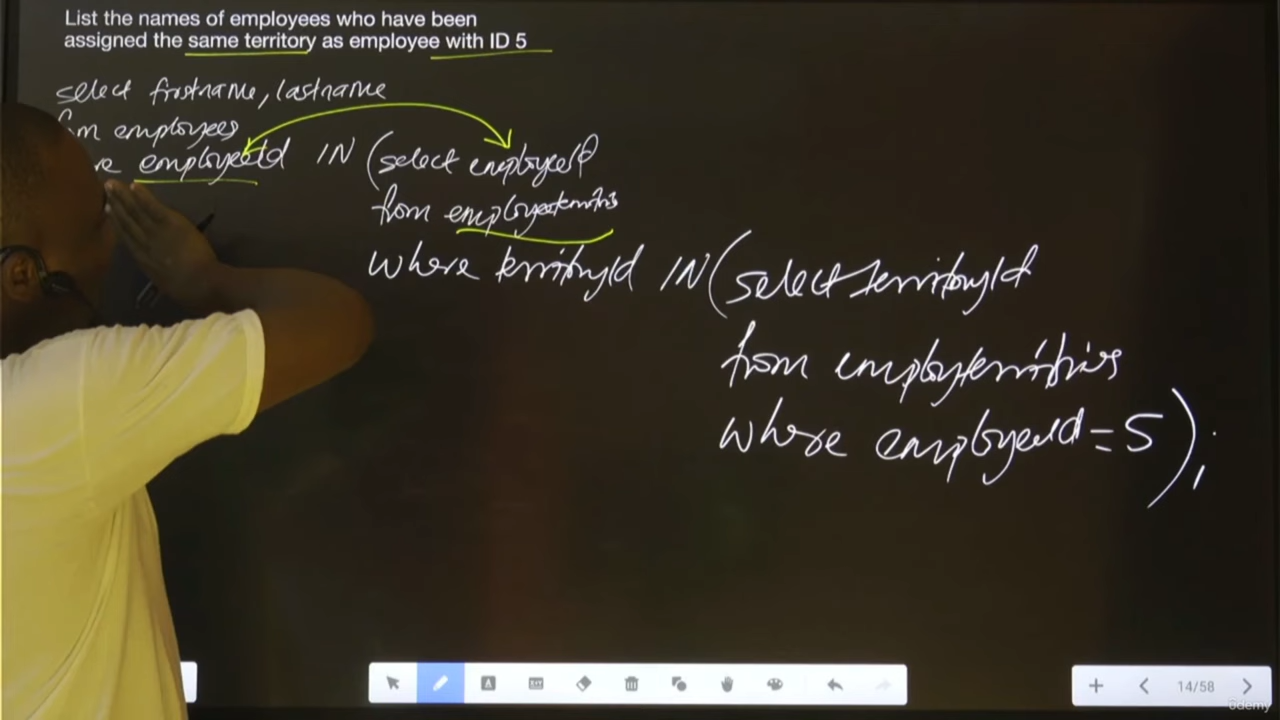 List the names of employees who have been
assigned the same territory as employee with ID 5
select firstname, lastname
employees
employeeId IN (select employeeId
from employeeterritories
where territoryId IN (select territoryId
from employterritories
where employeeId = 5);
14/58
ûdemy